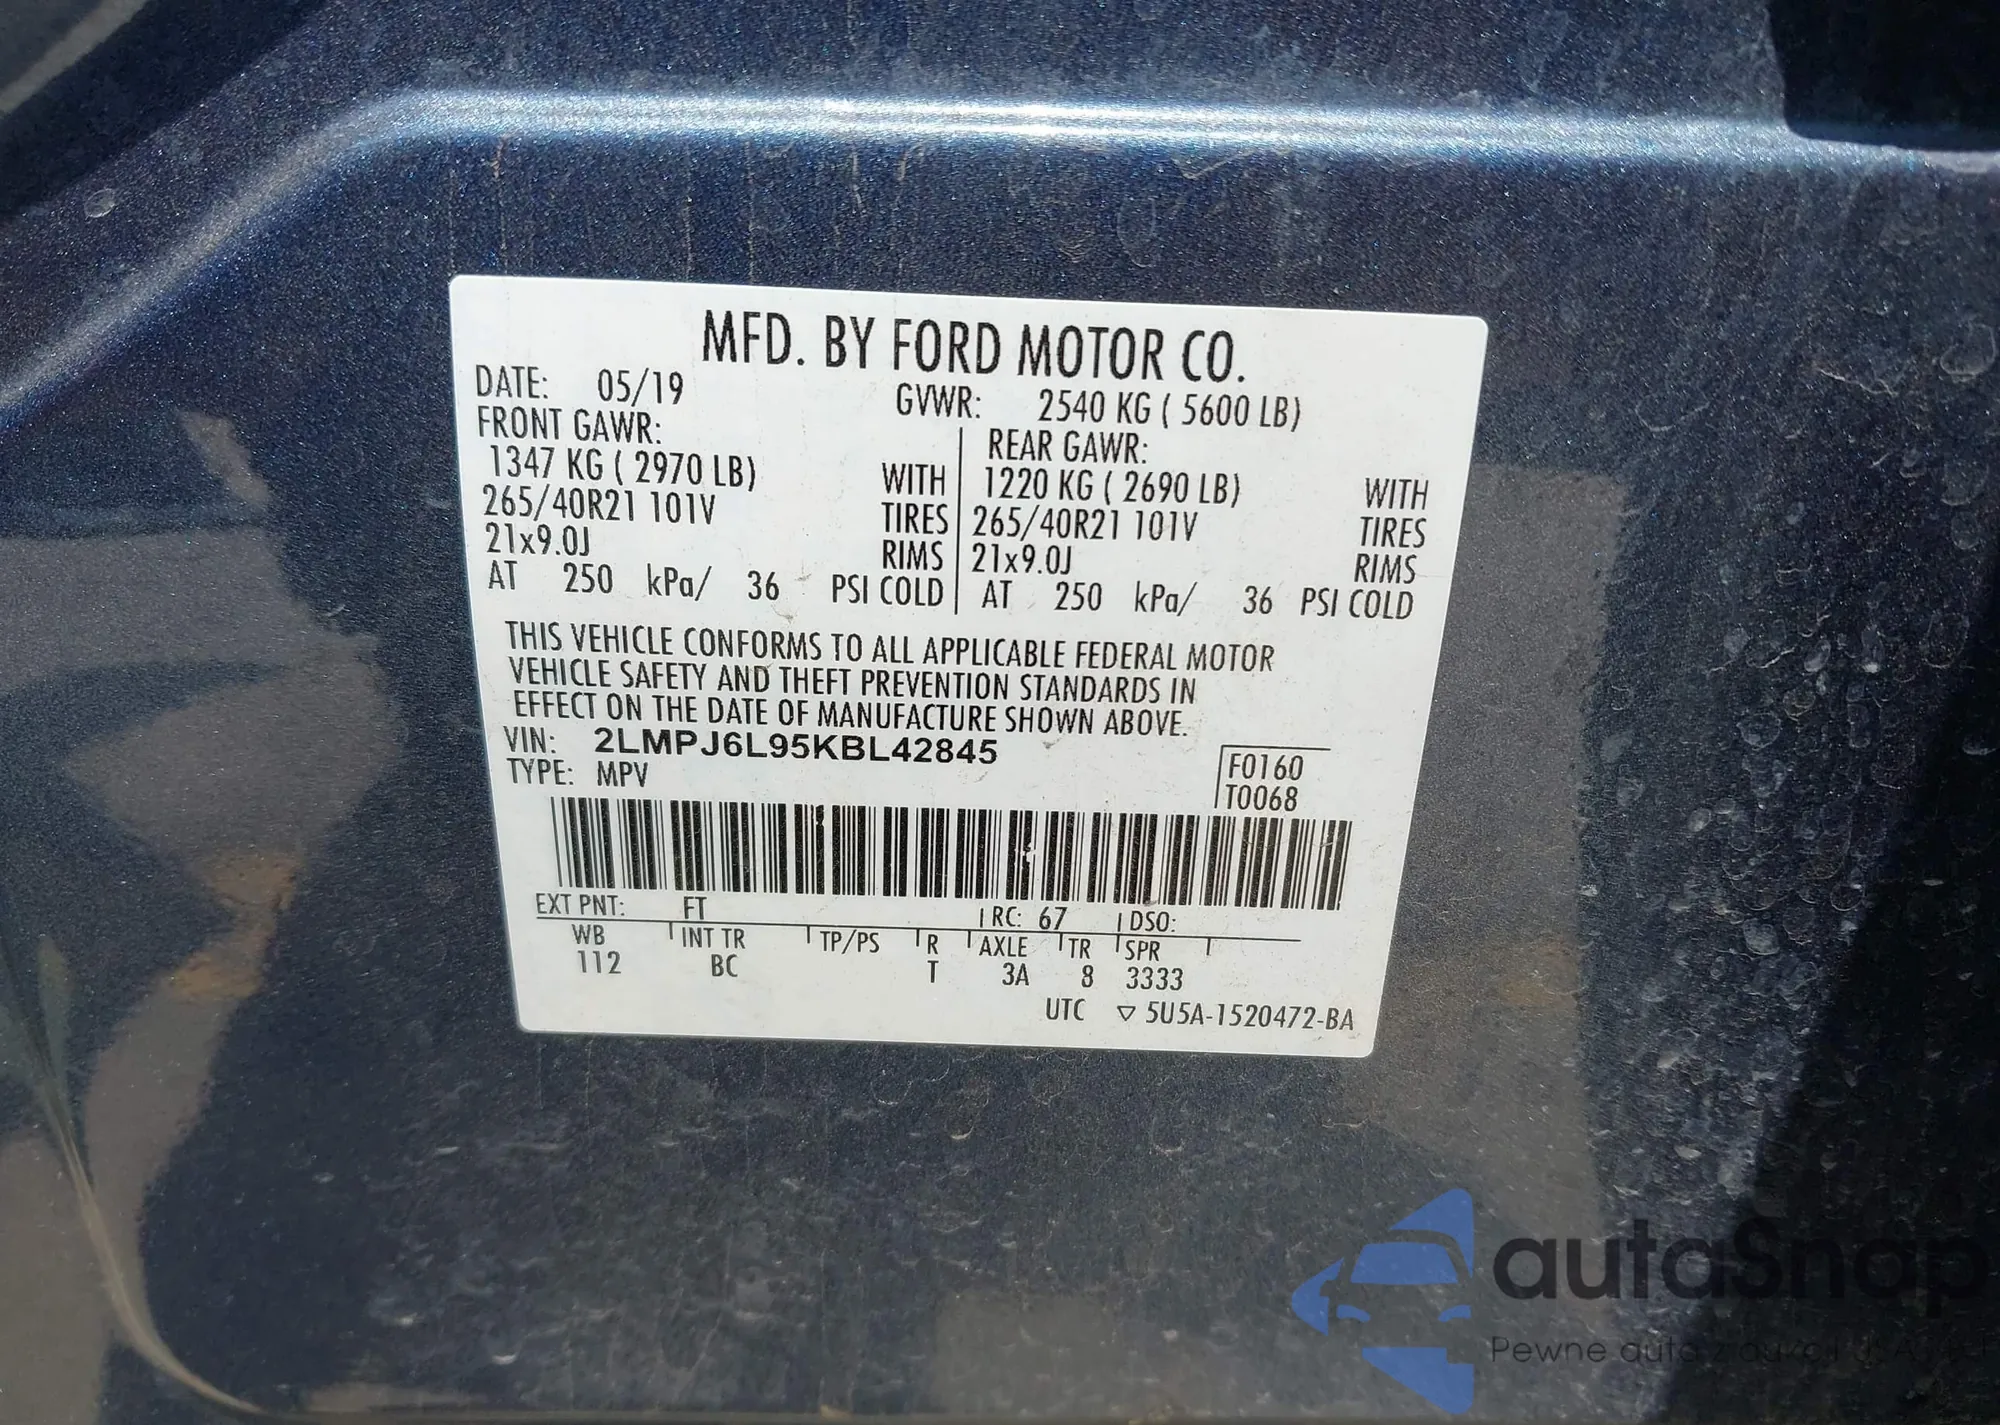 MFD. BY FORD MOTOR CO.
DATE: 05/19 GVWR: 2540 KG ( 5600 LB)
FRONT GAWR: REAR GAWR:
1347 KG ( 2970 LB) WITH 1220 KG ( 2690 LB) WITH
265/40R21 101V TIRES 265/40R21 101V TIRES
21x9.0J RIMS 21x9.0J RIMS
AT 250 kPa/ 36 PSI COLD AT 250 kPa/ 36 PSI COLD
THIS VEHICLE CONFORMS TO ALL APPLICABLE FEDERAL MOTOR
VEHICLE SAFETY AND THEFT PREVENTION STANDARDS IN
EFFECT ON THE DATE OF MANUFACTURE SHOWN ABOVE.
VIN: 2LMPJ6L95KBL42845
TYPE: MPV
F0160
T0068
EXT PNT: FT RC: 67 DSO:
WB INT TR TP/PS R AXLE TR SPR
112 BC T 3A 8 3333
UTC ▽ 5U5A-1520472-BA
autaSnap
Pewne auta z aukcji